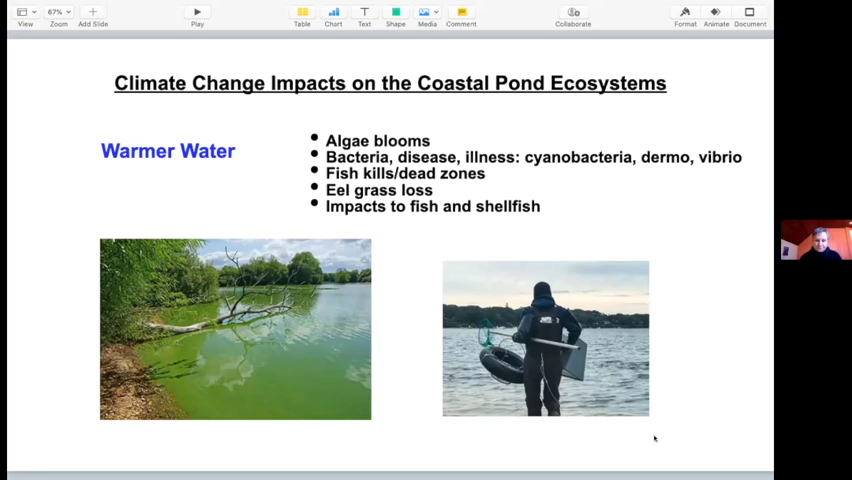 67%
View Zoom Add Slide Play Table Chart Text Shape Media Comment Collaborate Format Animate Document
Climate Change Impacts on the Coastal Pond Ecosystems
Warmer Water
• Algae blooms
• Bacteria, disease, illness: cyanobacteria, dermo, vibrio
• Fish kills/dead zones
• Eel grass loss
• Impacts to fish and shellfish